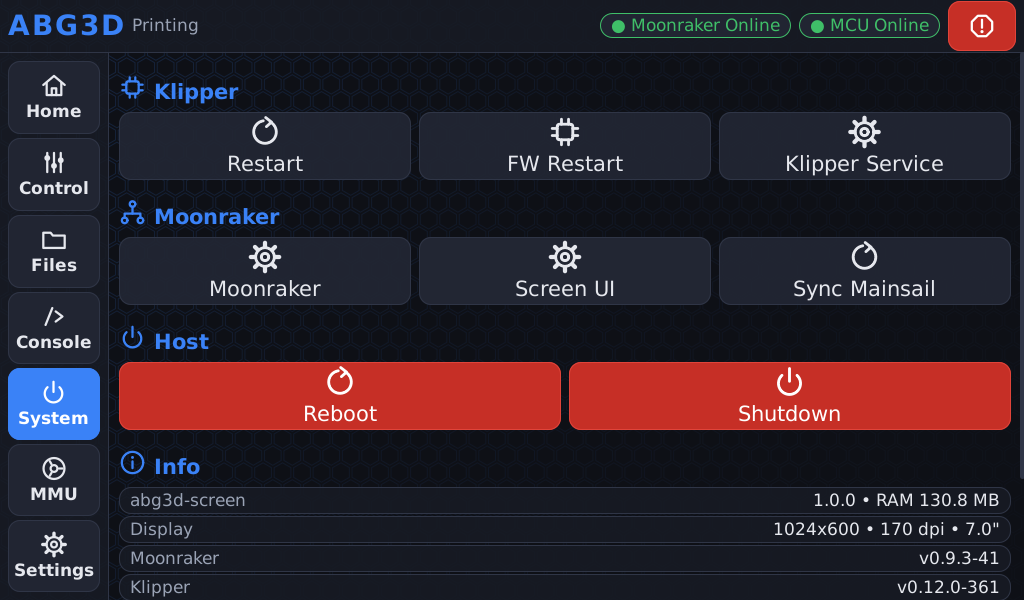 ABG3D Printing Moonraker Online MCU Online
Home
Control
Files
Console
System
MMU
Settings
Klipper
Restart FW Restart Klipper Service
Moonraker
Moonraker Screen UI Sync Mainsail
Host
Reboot Shutdown
Info
abg3d-screen 1.0.0 • RAM 130.8 MB
Display 1024x600 • 170 dpi • 7.0"
Moonraker v0.9.3-41
Klipper v0.12.0-361